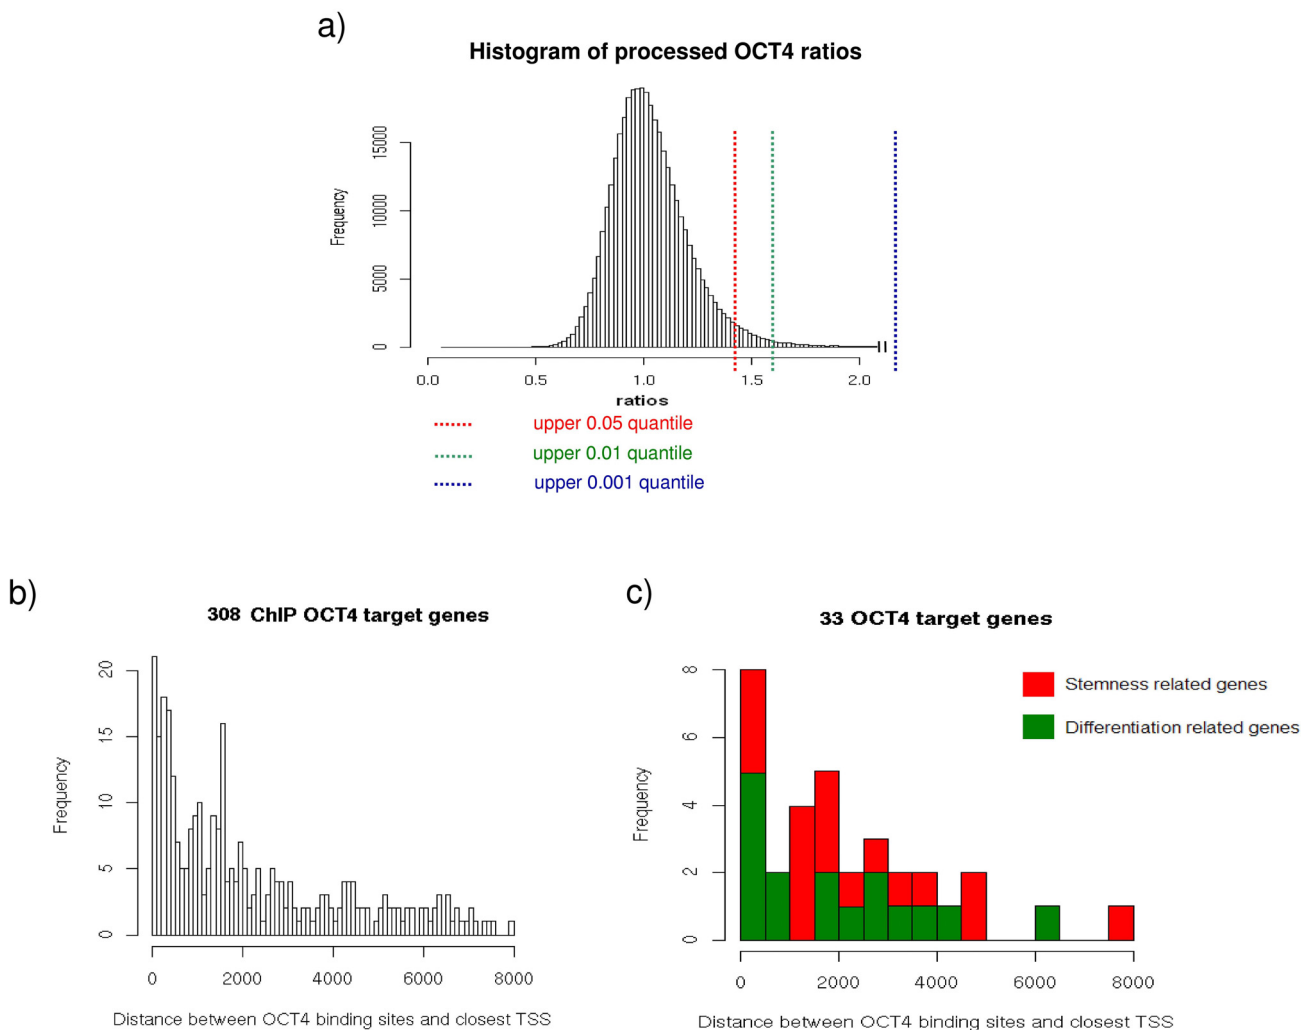 a)
Histogram of processed OCT4 ratios
Frequency
15000
10000
5000
0
0.0 0.5 1.0 1.5 2.0
ratios
upper 0.05 quantile
upper 0.01 quantile
upper 0.001 quantile
b)
308 ChIP OCT4 target genes
Frequency
20
15
10
5
0
0 2000 4000 6000 8000
Distance between OCT4 binding sites and closest TSS
c)
33 OCT4 target genes
Stemness related genes
Differentiation related genes
Frequency
8
6
4
2
0
0 2000 4000 6000 8000
Distance between OCT4 binding sites and closest TSS